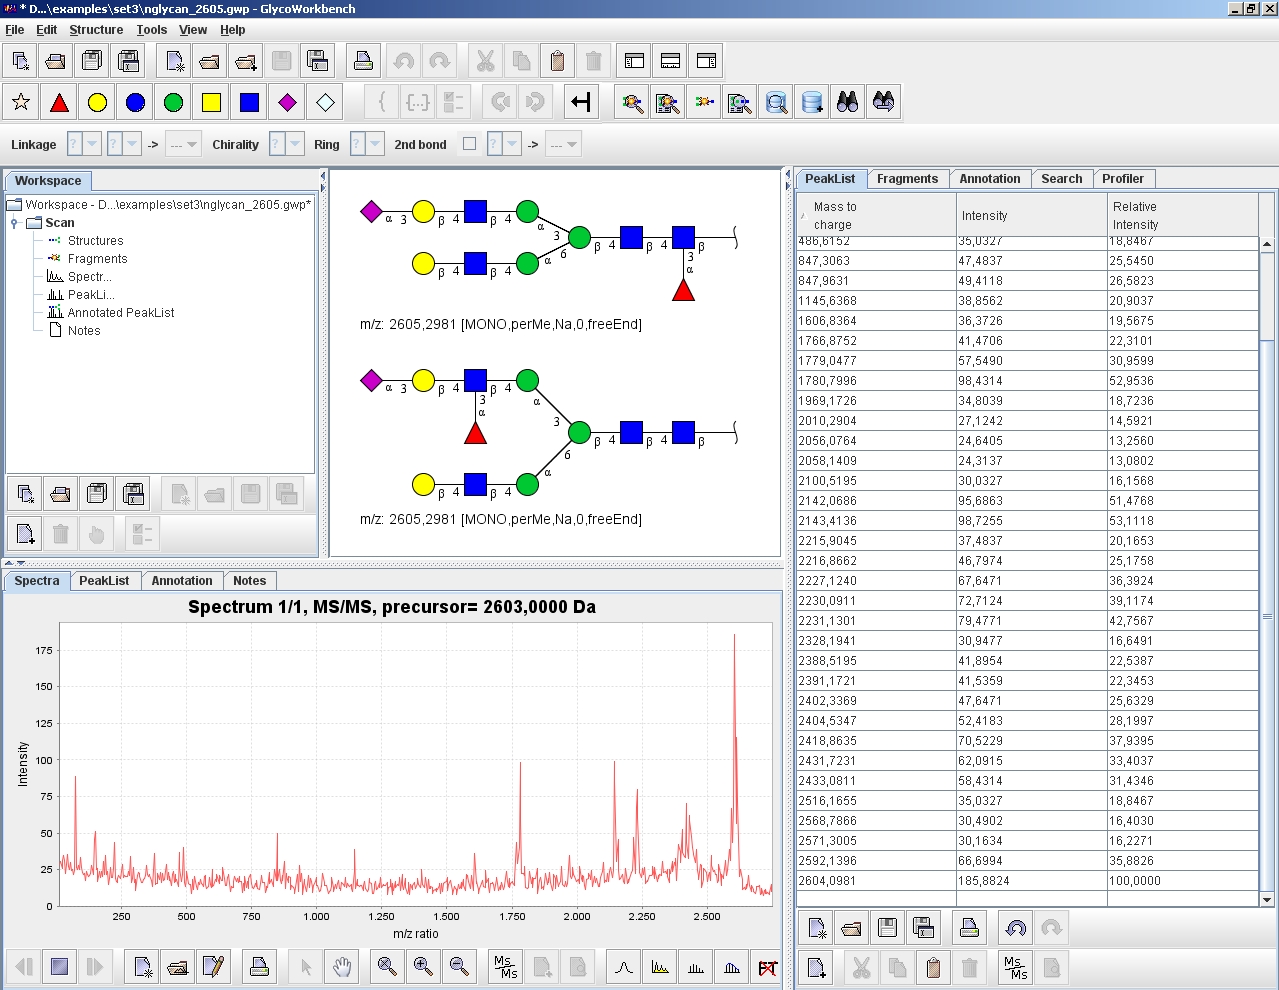 * D...\examples\set3\nglycan_2605.gwp - GlycoWorkbench
File Edit Structure Tools View Help
Linkage ? ? -> --- Chirality ? Ring ? 2nd bond ? -> ---
Workspace
Workspace - D...\examples\set3\nglycan_2605.gwp*
Scan
Structures
Fragments
Spectr...
PeakLi...
Annotated PeakList
Notes
α 3 β 4 β 4 α
3 β 4 β 4 β
6
β 4 β 4 α 3
α
m/z: 2605,2981 [MONO,perMe,Na,0,freeEnd]
α 3 β 4 β 4 α
3
α
3
β 4 β 4 β
6
α
β 4 β 4
m/z: 2605,2981 [MONO,perMe,Na,0,freeEnd]
Spectra PeakList Annotation Notes
Spectrum 1/1, MS/MS, precursor= 2603,0000 Da
Intensity
175
150
125
100
75
50
25
0
250 500 750 1.000 1.250 1.500 1.750 2.000 2.250 2.500
m/z ratio
Ms Ms
PeakList Fragments Annotation Search Profiler
Mass to charge Intensity Relative Intensity
486,6152 35,0327 18,8467
847,3063 47,4837 25,5450
847,9631 49,4118 26,5823
1145,6368 38,8562 20,9037
1606,8364 36,3726 19,5675
1766,8752 41,4706 22,3101
1779,0477 57,5490 30,9599
1780,7996 98,4314 52,9536
1969,1726 34,8039 18,7236
2010,2904 27,1242 14,5921
2056,0764 24,6405 13,2560
2058,1409 24,3137 13,0802
2100,5195 30,0327 16,1568
2142,0686 95,6863 51,4768
2143,4136 98,7255 53,1118
2215,9045 37,4837 20,1653
2216,8662 46,7974 25,1758
2227,1240 67,6471 36,3924
2230,0911 72,7124 39,1174
2231,1301 79,4771 42,7567
2328,1941 30,9477 16,6491
2388,5195 41,8954 22,5387
2391,1721 41,5359 22,3453
2402,3369 47,6471 25,6329
2404,5347 52,4183 28,1997
2418,8635 70,5229 37,9395
2431,7231 62,0915 33,4037
2433,0811 58,4314 31,4346
2516,1655 35,0327 18,8467
2568,7866 30,4902 16,4030
2571,3005 30,1634 16,2271
2592,1396 66,6994 35,8826
2604,0981 185,8824 100,0000
Ms Ms